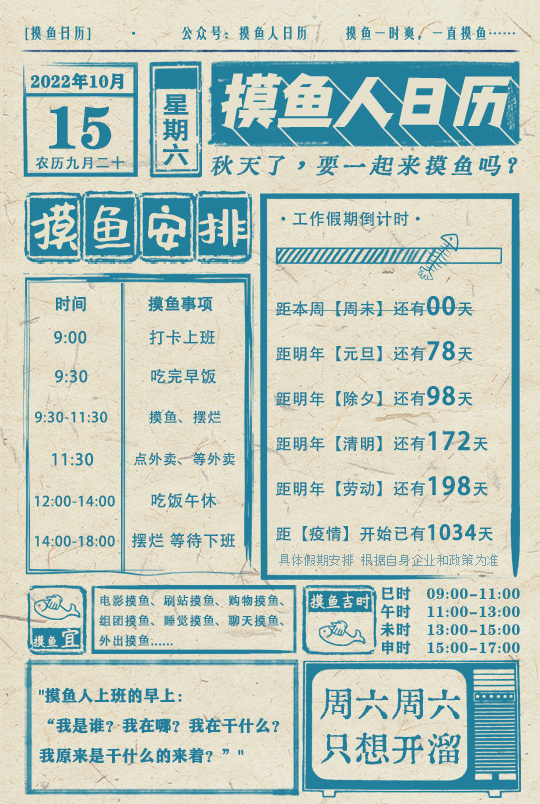 [摸鱼日历] · 公众号：摸鱼人日历 摸鱼一时爽，一直摸鱼……
2022年10月
15
农历九月二十
星期六
摸鱼人日历
秋天了，要一起来摸鱼吗？
摸鱼安排
时间 摸鱼事项
9:00 打卡上班
9:30 吃完早饭
9:30-11:30 摸鱼、摆烂
11:30 点外卖、等外卖
12:00-14:00 吃饭午休
14:00-18:00 摆烂 等待下班
·工作假期倒计时·
距本周【周末】还有00天
距明年【元旦】还有78天
距明年【除夕】还有98天
距明年【清明】还有172天
距明年【劳动】还有198天
距【疫情】开始已有1034天
具体假期安排 根据自身企业和政策为准
摸鱼宜
电影摸鱼、刷站摸鱼、购物摸鱼、
组团摸鱼、睡觉摸鱼、聊天摸鱼、
外出摸鱼……
摸鱼吉时
巳时 09:00-11:00
午时 11:00-13:00
未时 13:00-15:00
申时 15:00-17:00
"摸鱼人上班的早上：
“我是谁？我在哪？我在干什么？
我原来是干什么的来着？”"
周六周六
只想开溜